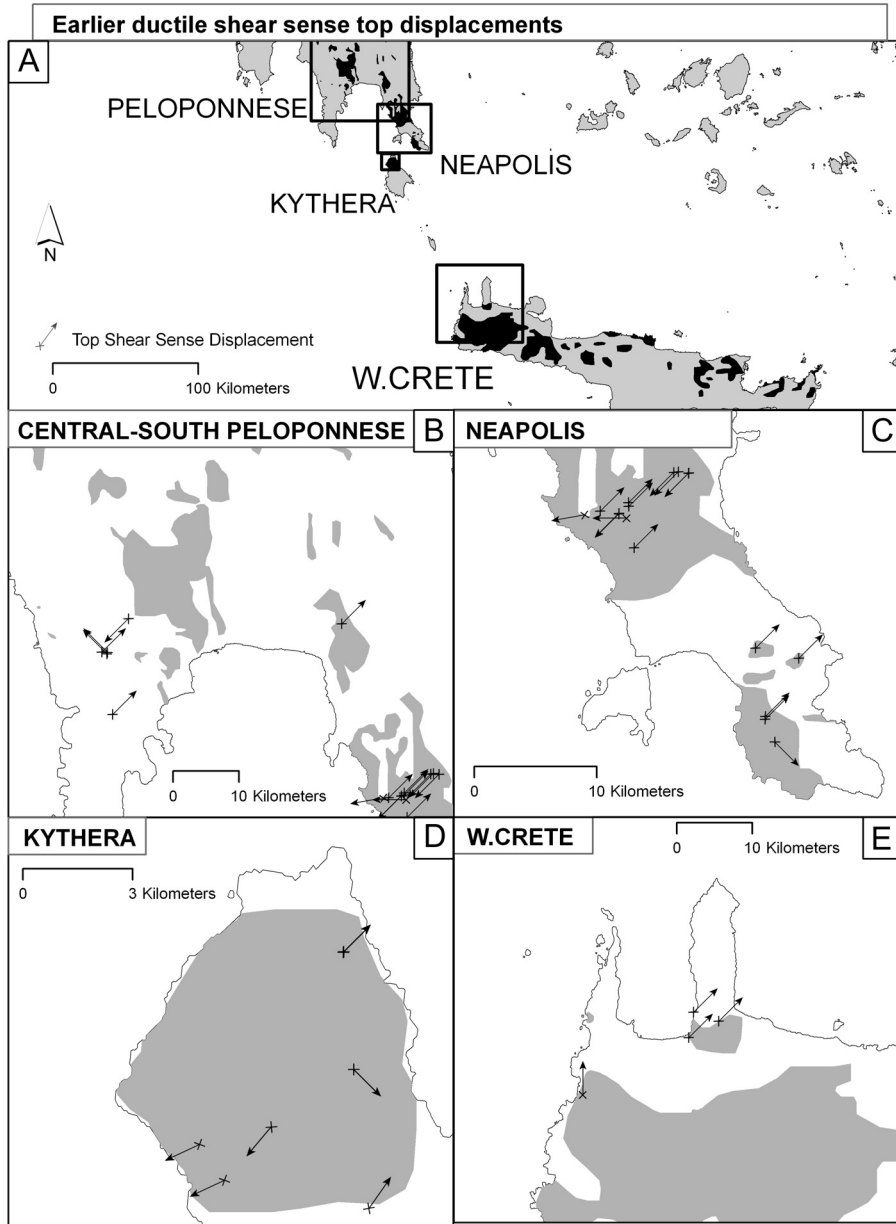 Earlier ductile shear sense top displacements
A
PELOPONNESE
NEAPOLIS
KYTHERA
N
Top Shear Sense Displacement
0 100 Kilometers
W.CRETE
CENTRAL-SOUTH PELOPONNESE B
0 10 Kilometers
NEAPOLIS C
0 10 Kilometers
KYTHERA D
0 3 Kilometers
W.CRETE E
0 10 Kilometers